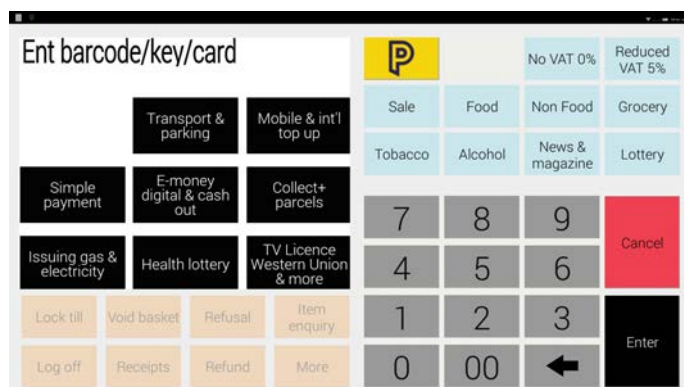 Ent barcode/key/card
Transport &
parking
Mobile & int'l
top up
Simple
payment
E-money
digital & cash
out
Collect+
parcels
Issuing gas &
electricity
Health lottery
TV Licence
Western Union
& more
Lock till
Void basket
Refusal
Item
enquiry
Log off
Receipts
Refund
More
P
No VAT 0%
Reduced
VAT 5%
Sale
Food
Non Food
Grocery
Tobacco
Alcohol
News &
magazine
Lottery
7
8
9
Cancel
4
5
6
1
2
3
Enter
0
00